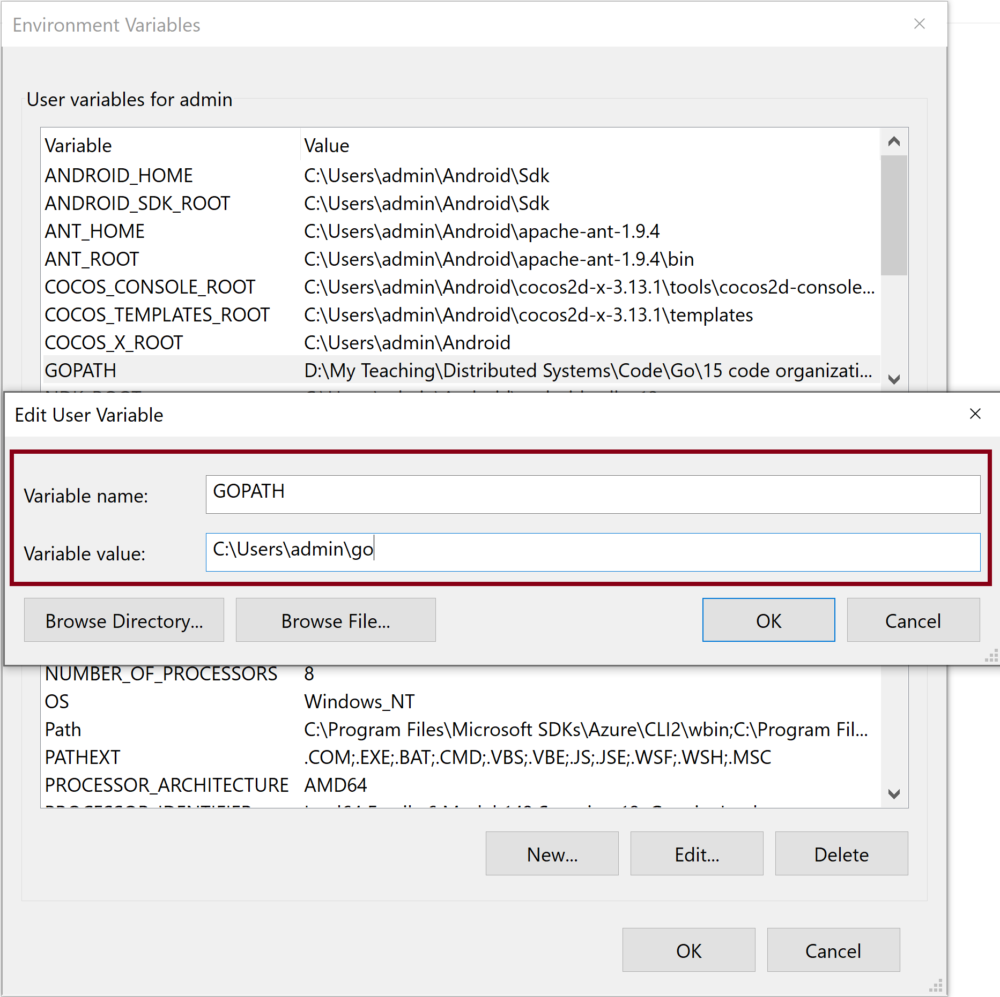 Environment Variables
User variables for admin
Variable Value
ANDROID_HOME C:\Users\admin\Android\Sdk
ANDROID_SDK_ROOT C:\Users\admin\Android\Sdk
ANT_HOME C:\Users\admin\Android\apache-ant-1.9.4
ANT_ROOT C:\Users\admin\Android\apache-ant-1.9.4\bin
COCOS_CONSOLE_ROOT C:\Users\admin\Android\cocos2d-x-3.13.1\tools\cocos2d-console...
COCOS_TEMPLATES_ROOT C:\Users\admin\Android\cocos2d-x-3.13.1\templates
COCOS_X_ROOT C:\Users\admin\Android
GOPATH D:\My Teaching\Distributed Systems\Code\Go\15 code organizati...
Edit User Variable
Variable name: GOPATH
Variable value: C:\Users\admin\go
Browse Directory... Browse File... OK Cancel
NUMBER_OF_PROCESSORS 8
OS Windows_NT
Path C:\Program Files\Microsoft SDKs\Azure\CLI2\wbin;C:\Program Fil...
PATHEXT .COM;.EXE;.BAT;.CMD;.VBS;.VBE;.JS;.JSE;.WSF;.WSH;.MSC
PROCESSOR_ARCHITECTURE AMD64
New... Edit... Delete
OK Cancel